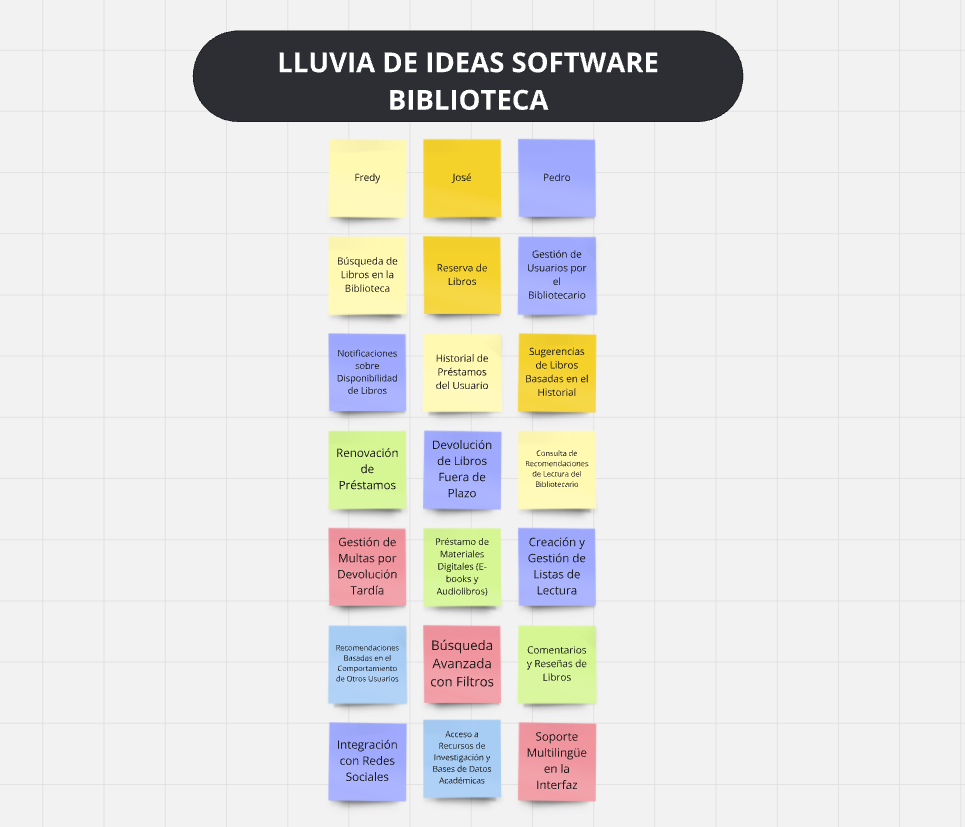 LLUVIA DE IDEAS SOFTWARE
BIBLIOTECA
Fredy
José
Pedro
Búsqueda de
Libros en la
Biblioteca
Reserva de
Libros
Gestión de
Usuarios por
el
Bibliotecario
Notificaciones
sobre
Disponibilidad
de Libros
Historial de
Préstamos
del Usuario
Sugerencias
de Libros
Basadas en el
Historial
Renovación
de
Préstamos
Devolución
de Libros
Fuera de
Plazo
Consulta de
Recomendaciones
de Lectura del
Bibliotecario
Gestión de
Multas por
Devolución
Tardía
Préstamo de
Materiales
Digitales (E-
books y
Audiolibros)
Creación y
Gestión de
Listas de
Lectura
Recomendaciones
Basadas en el
Comportamiento
de Otros Usuarios
Búsqueda
Avanzada
con Filtros
Comentarios
y Reseñas de
Libros
Integración
con Redes
Sociales
Acceso a
Recursos de
Investigación y
Bases de Datos
Académicas
Soporte
Multilingüe
en la
Interfaz